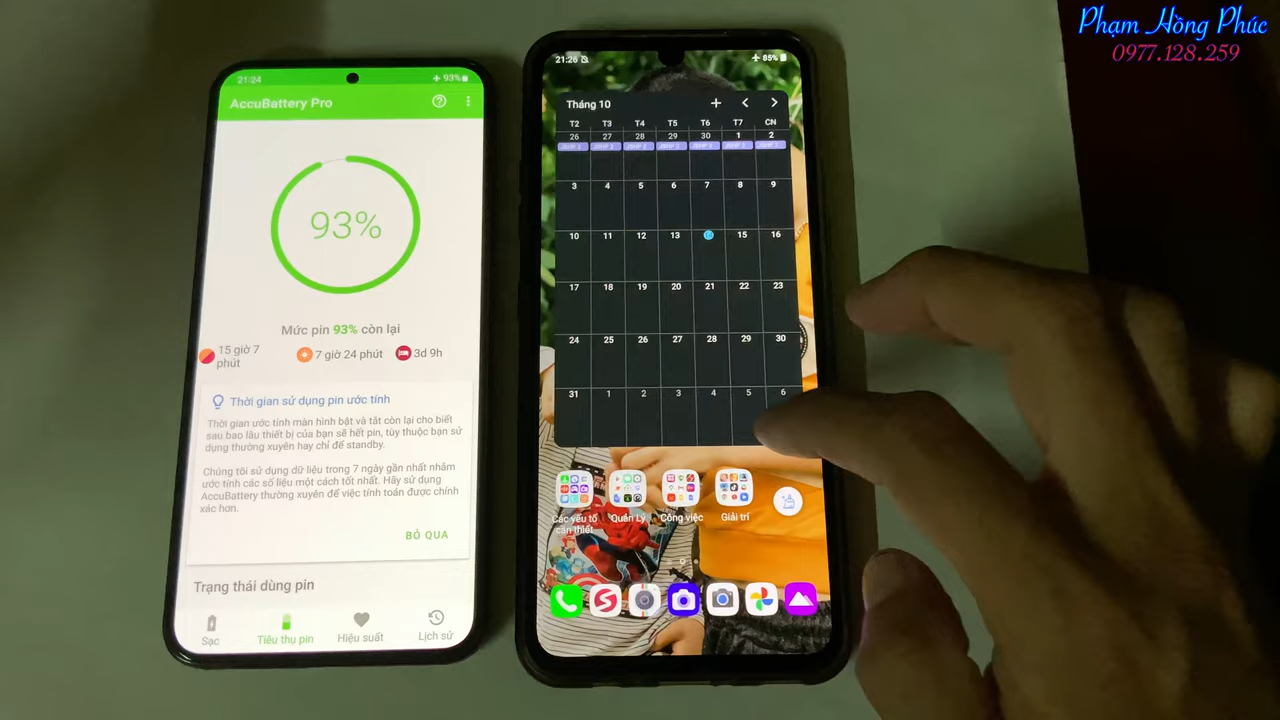 Phạm Hồng Phúc
0977.128.259
21:24
93%
AccuBattery Pro
93%
Mức pin 93% còn lại
15 giờ 7
phút
7 giờ 24 phút
3d 9h
Thời gian sử dụng pin ước tính
Thời gian ước tính màn hình bật và tắt còn lại cho biết
sau bao lâu thiết bị của bạn sẽ hết pin, tùy thuộc bạn sử
dụng thường xuyên hay chỉ để standby.
Chúng tôi sử dụng dữ liệu trong 7 ngày gần nhất nhằm
ước tính các số liệu một cách tốt nhất. Hãy sử dụng
AccuBattery thường xuyên để việc tính toán được chính
xác hơn.
BỎ QUA
Trạng thái dùng pin
Sạc
Tiêu thụ pin
Hiệu suất
Lịch sử
21:26
85%
Tháng 10
T2 T3 T4 T5 T6 T7 CN
26 27 28 29 30 1 2
3 4 5 6 7 8 9
10 11 12 13 15 16
17 18 19 20 21 22 23
24 25 26 27 28 29 30
31 1 2 3 4 5 6
Các yếu tố
cần thiết
Quản Lý
Công việc
Giải trí